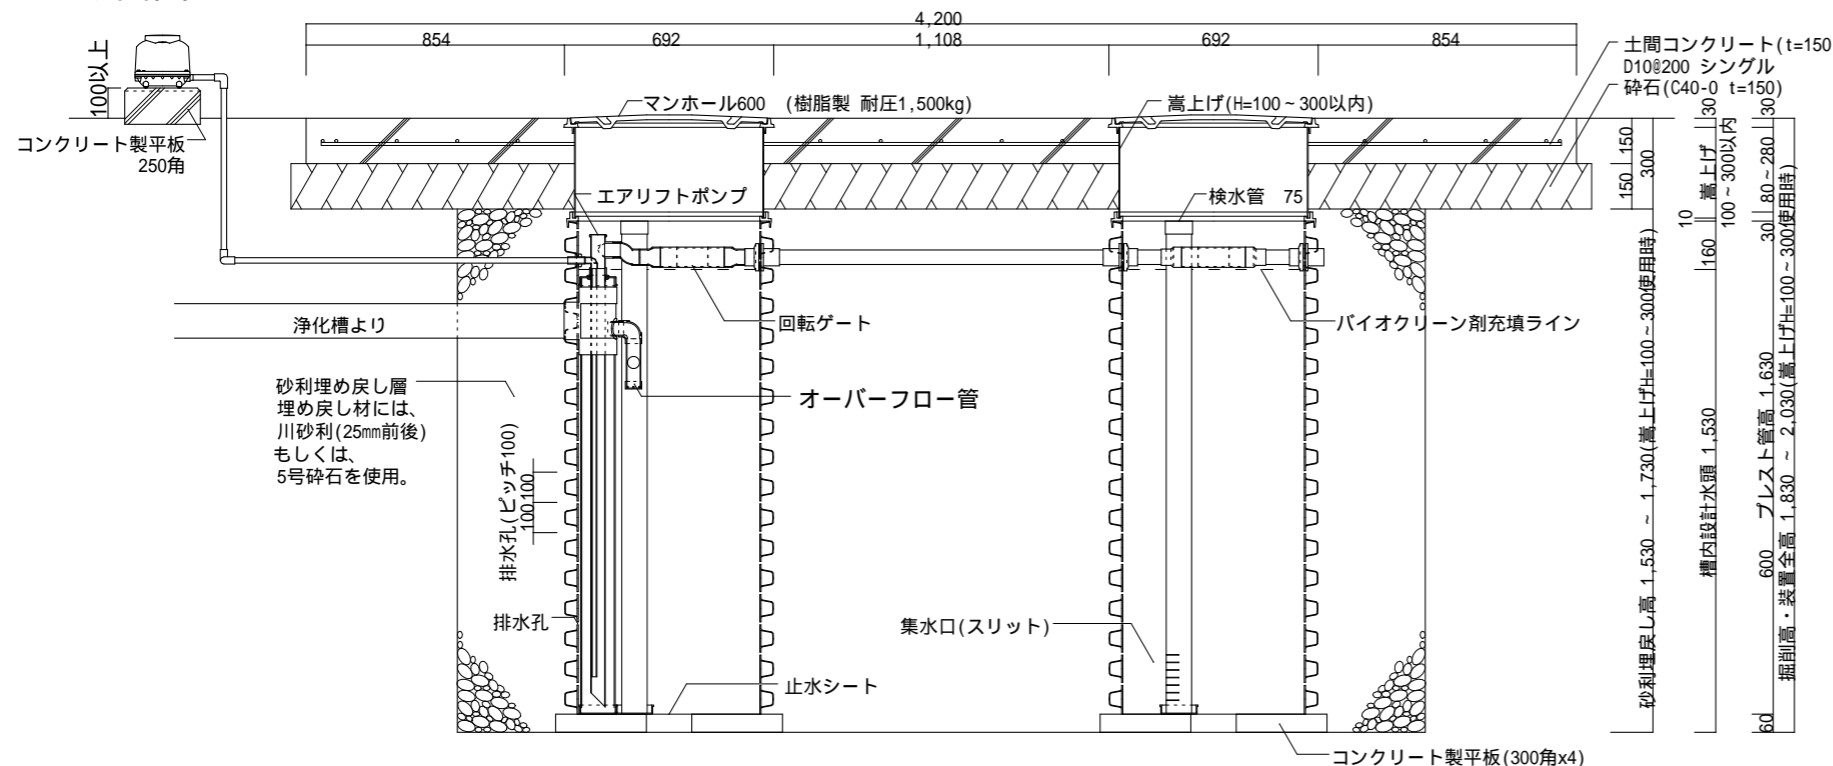 4,200
854
692
1,108
692
854
土間コンクリート(t=150
D10@200 シングル
砕石(C40-0 t=150)
100以上
マンホール600 (樹脂製 耐圧1,500kg)
嵩上げ(H=100~300以内)
コンクリート製平板
250角
エアリフトポンプ
検水管 75
浄化槽より
回転ゲート
バイオクリーン剤充填ライン
砂利埋め戻し層
埋め戻し材には、
川砂利(25mm前後)
もしくは、
5号砕石を使用。
オーバーフロー管
排水孔(ピッチ100)
100
100
排水孔
集水口(スリット)
止水シート
コンクリート製平板(300角x4)
150
150
300
砂利埋戻し高 1,530 ~ 1,730(嵩上げH=100~300使用時)
30
嵩上げ
100~300以内
10
160
槽内設計水頭 1,530
30
80~280
30
600 プレスト管高 1,630
60
掘削高・装置全高 1,830 ~ 2,030(嵩上げH=100~300使用時)